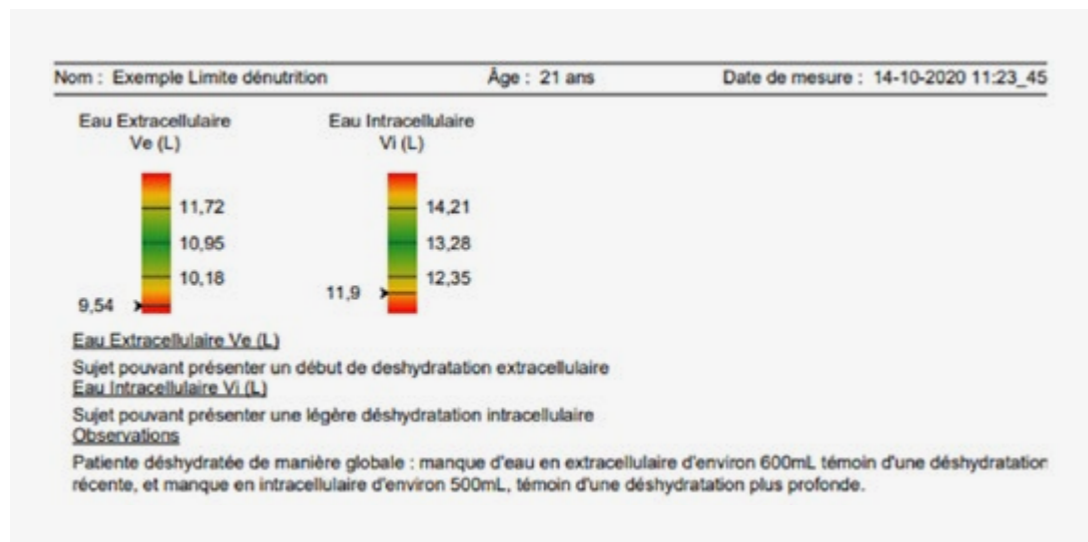 Nom : Exemple Limite dénutrition Âge : 21 ans Date de mesure : 14-10-2020 11:23_45
Eau Extracellulaire Eau Intracellulaire
Ve (L) Vi (L)
11,72 14,21
10,95 13,28
10,18 12,35
9,54 11,9
Eau Extracellulaire Ve (L)
Sujet pouvant présenter un début de deshydratation extracellulaire
Eau Intracellulaire Vi (L)
Sujet pouvant présenter une légère déshydratation intracellulaire
Observations
Patiente déshydratée de manière globale : manque d'eau en extracellulaire d'environ 600mL témoin d'une déshydratation
récente, et manque en intracellulaire d'environ 500mL, témoin d'une déshydratation plus profonde.